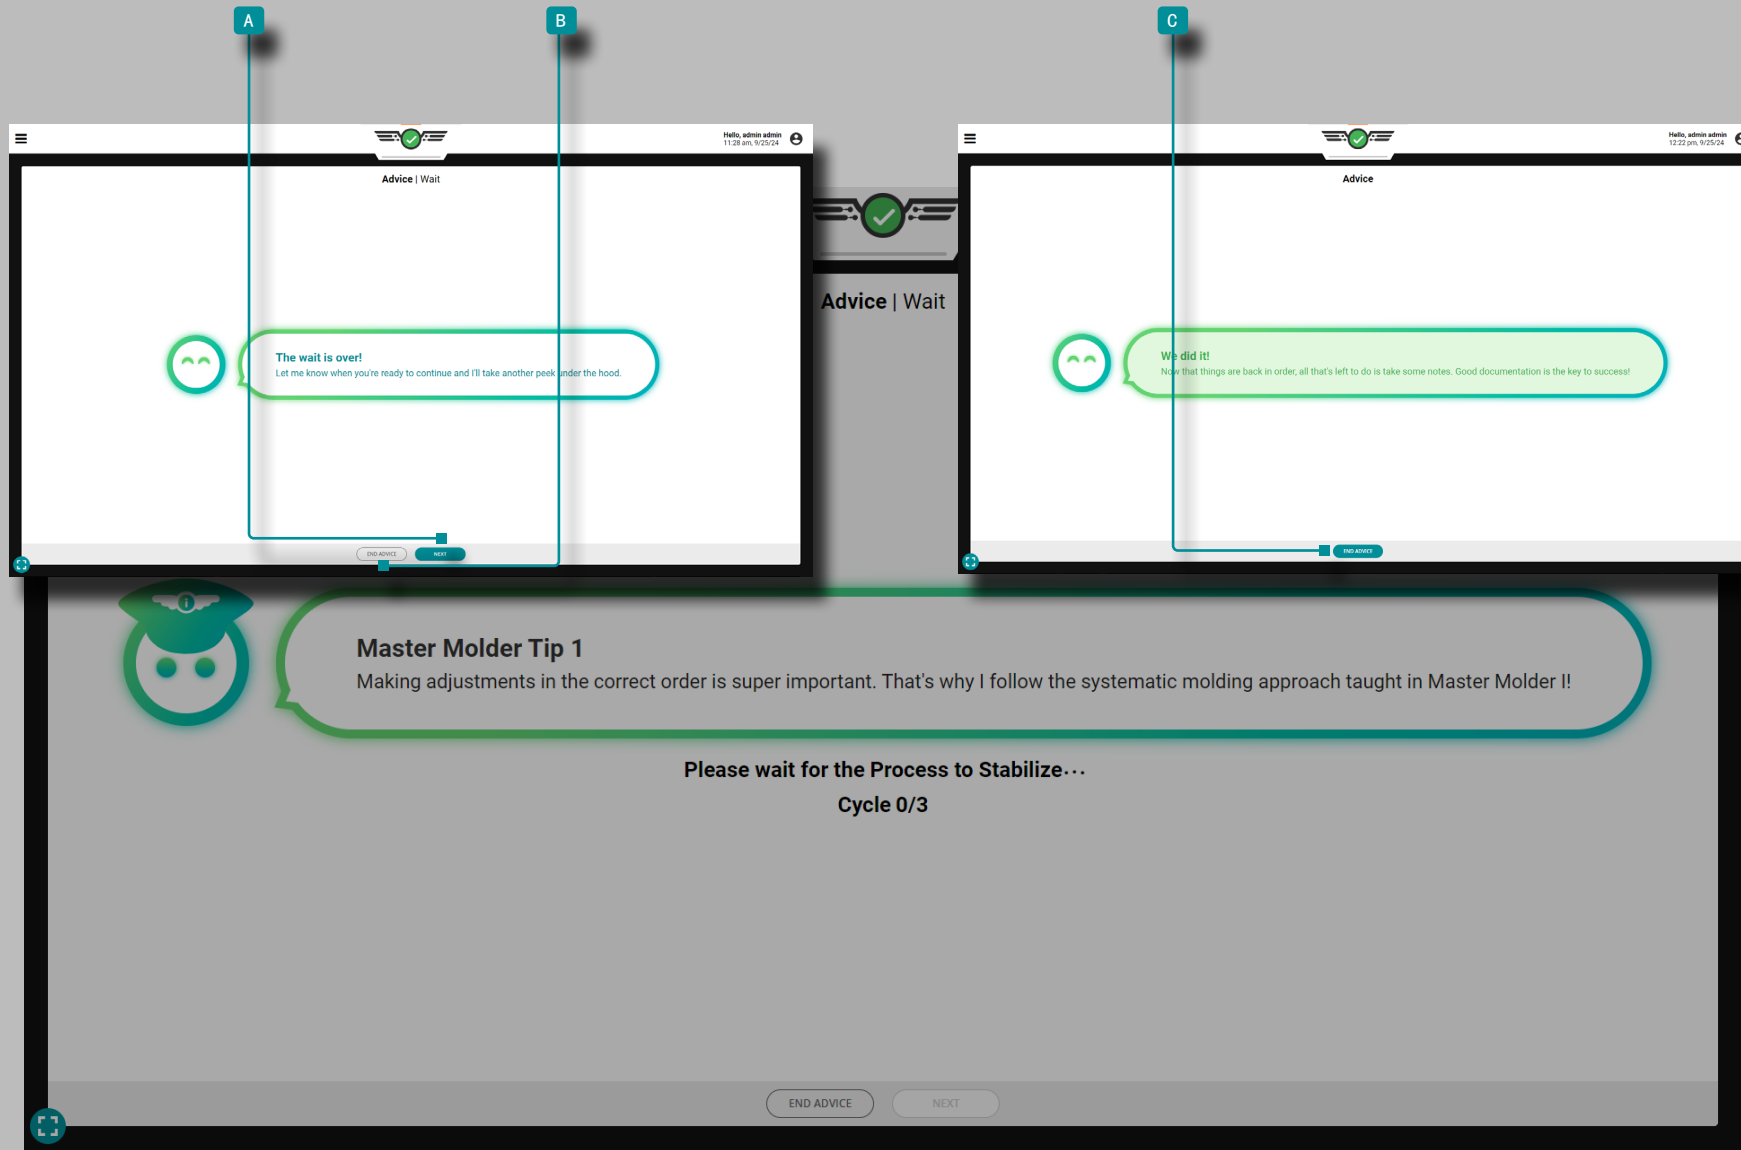 A
B
C
Hello, admin admin
11:28 am, 9/25/24
Advice | Wait
The wait is over!
Let me know when you're ready to continue and I'll take another peek under the hood.
END ADVICE
NEXT
Hello, admin admin
12:22 pm, 9/25/24
Advice
We did it!
Now that things are back in order, all that's left to do is take some notes. Good documentation is the key to success!
END ADVICE
Advice | Wait
Master Molder Tip 1
Making adjustments in the correct order is super important. That's why I follow the systematic molding approach taught in Master Molder I!
Please wait for the Process to Stabilize...
Cycle 0/3
END ADVICE
NEXT